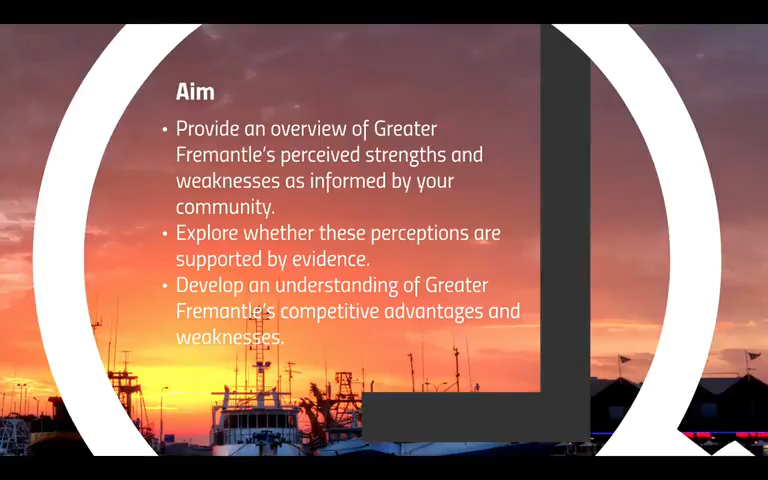 Aim
• Provide an overview of Greater
Fremantle's perceived strengths and
weaknesses as informed by your
community.
• Explore whether these perceptions are
supported by evidence.
• Develop an understanding of Greater
Fremantle's competitive advantages and
weaknesses.